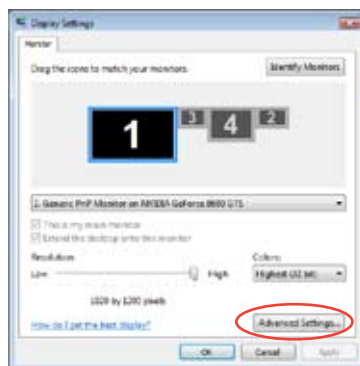 Display Settings
Monitor
Drag the icons to match your monitors.
Identify Monitors
1
3
4
2
1. Generic PnP Monitor on NVIDIA GeForce 8600 GTS
This is my main monitor
Extend the desktop onto this monitor
Resolution:
Colors:
Low
High
Highest (32 bit)
by 1200 pixels
How do I get the best display?
Advanced Settings...
OK
Cancel
Apply